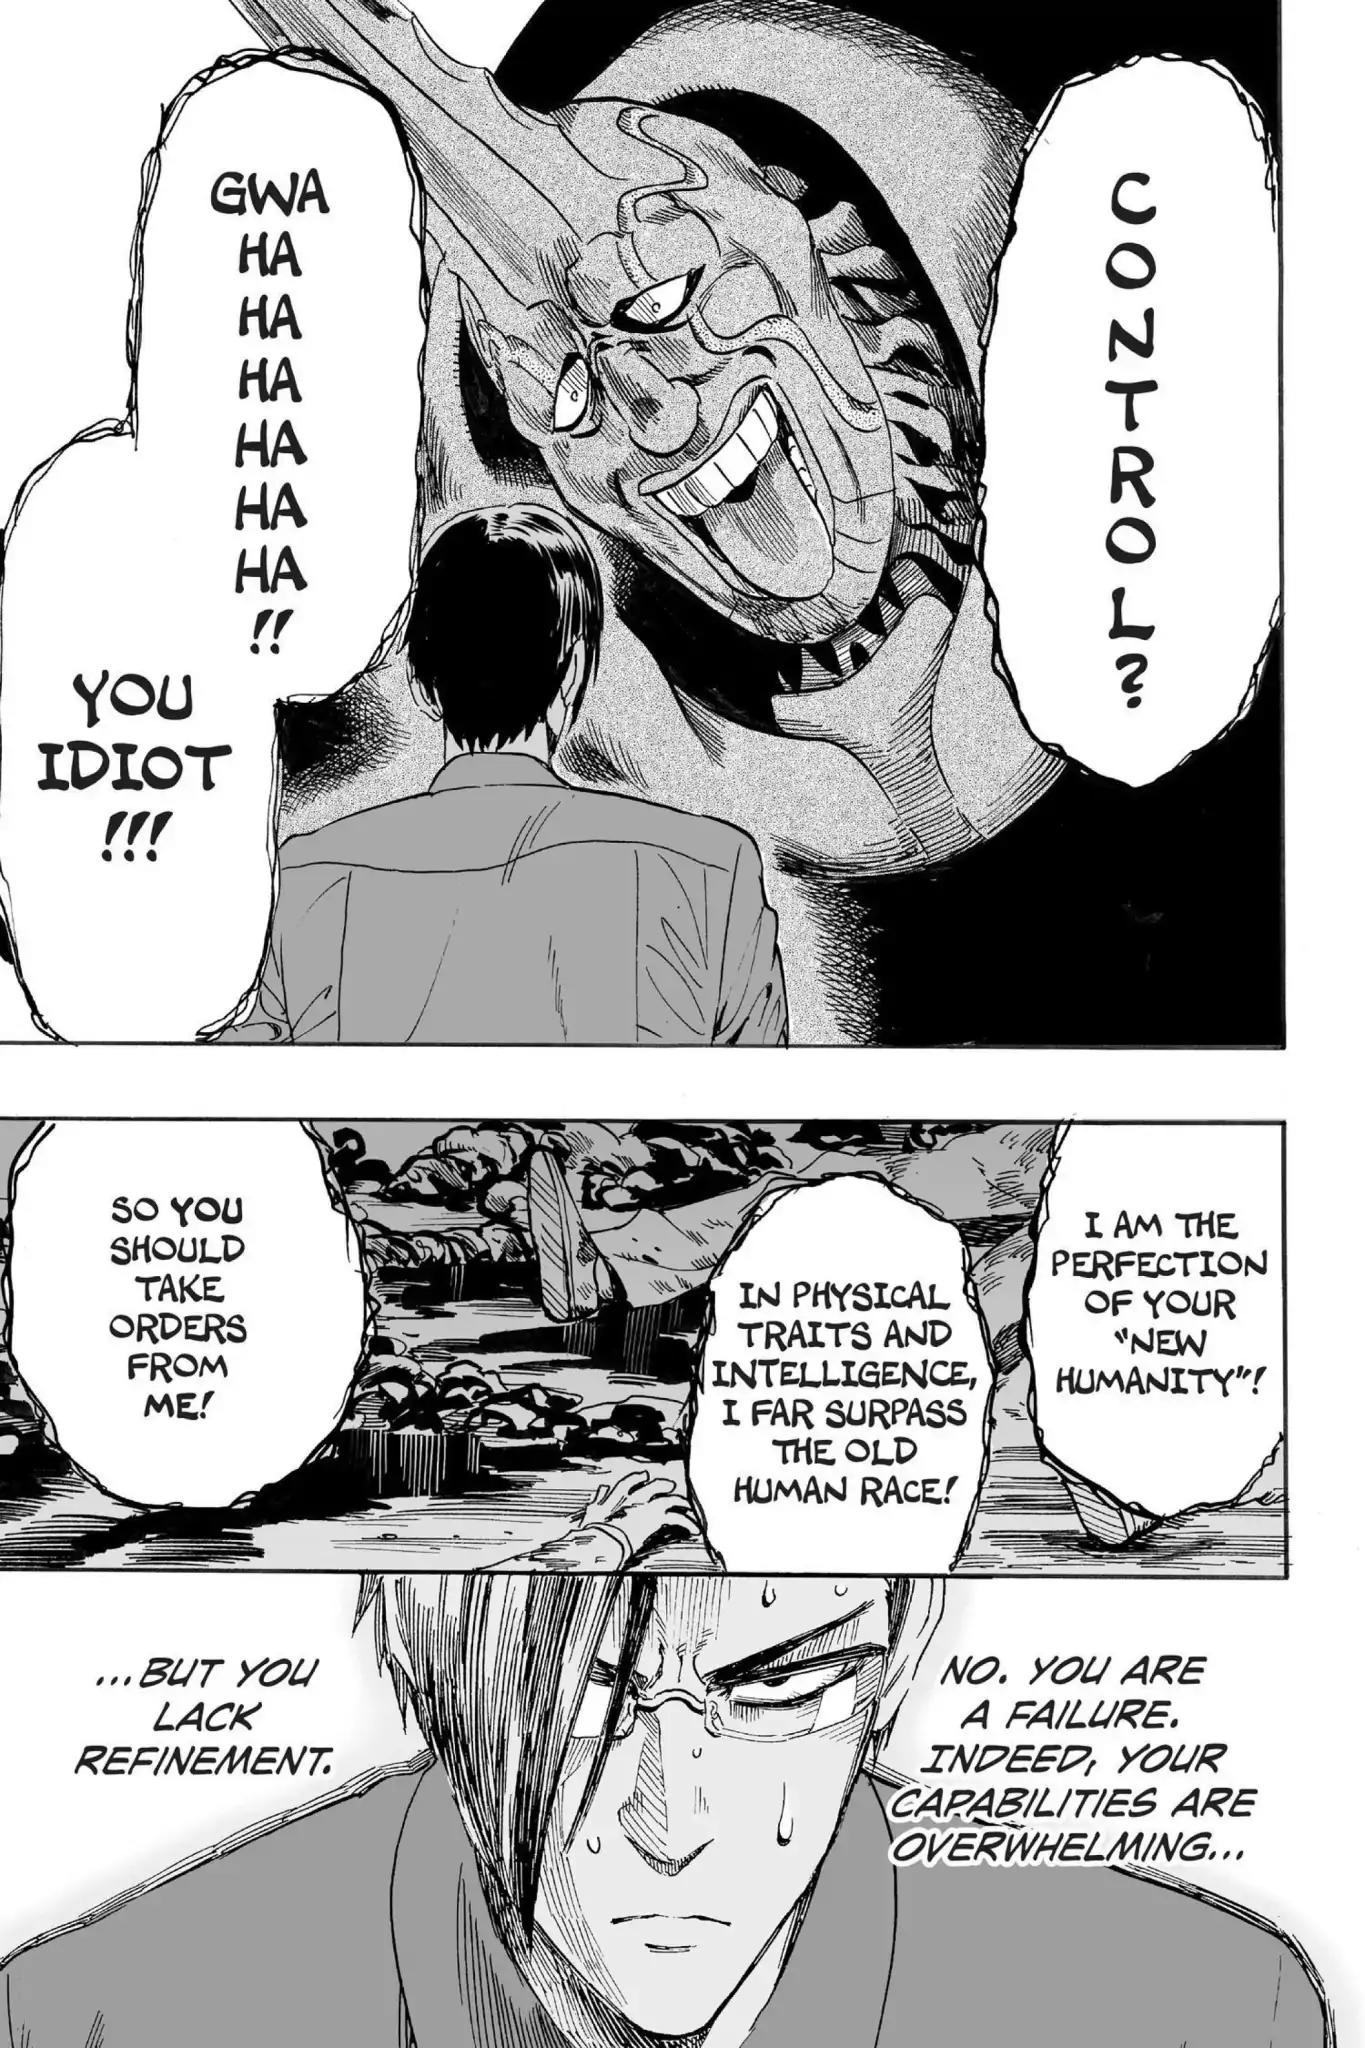 CONTROL?
GWA
HA
HA
HA
HA
HA
HA
!!
YOU
IDIOT
!!!
I AM THE
PERFECTION
OF YOUR
"NEW
HUMANITY"!
IN PHYSICAL
TRAITS AND
INTELLIGENCE,
I FAR SURPASS
THE OLD
HUMAN RACE!
SO YOU
SHOULD
TAKE
ORDERS
FROM
ME!
NO. YOU ARE
A FAILURE.
INDEED, YOUR
CAPABILITIES ARE
OVERWHELMING...
...BUT YOU
LACK
REFINEMENT.